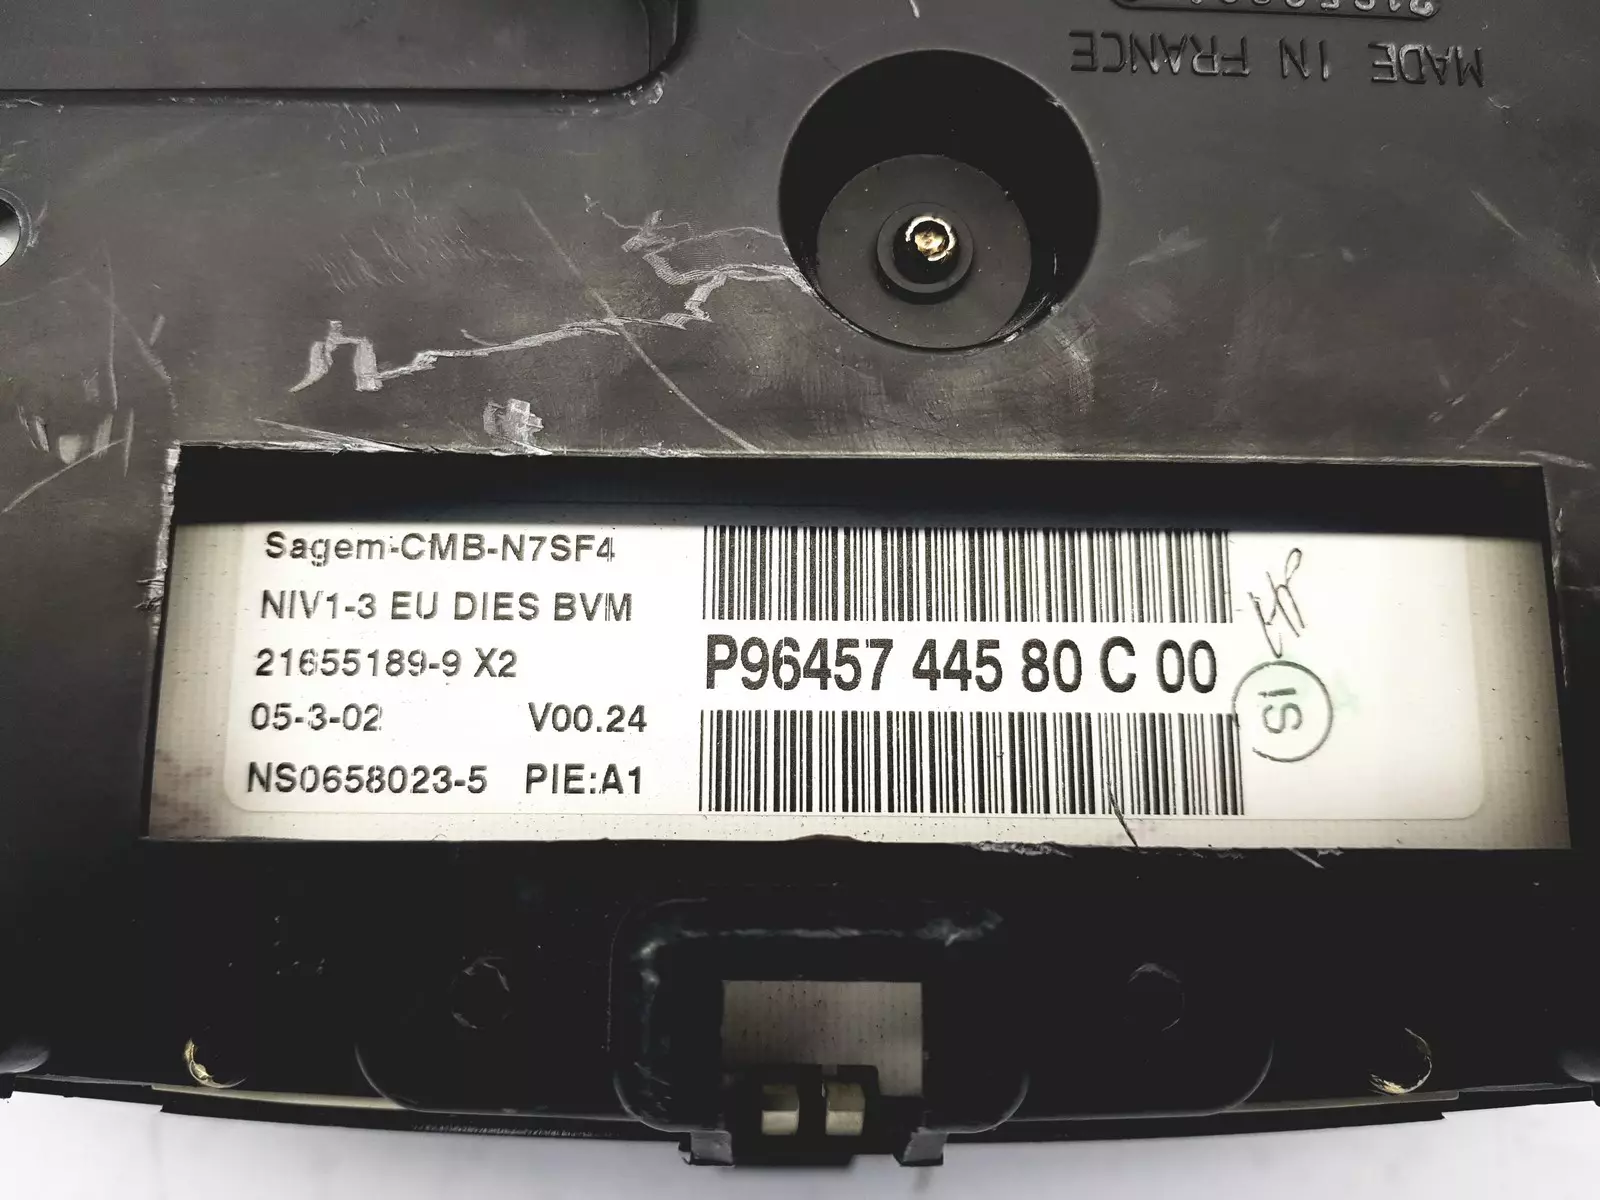 MADE IN FRANCE
Sagem-CMB-N7SF4
NIV1-3 EU DIES BVM
21655189-9 X2
05-3-02 V00.24
NS0658023-5 PIE:A1
P96457 445 80 C 00